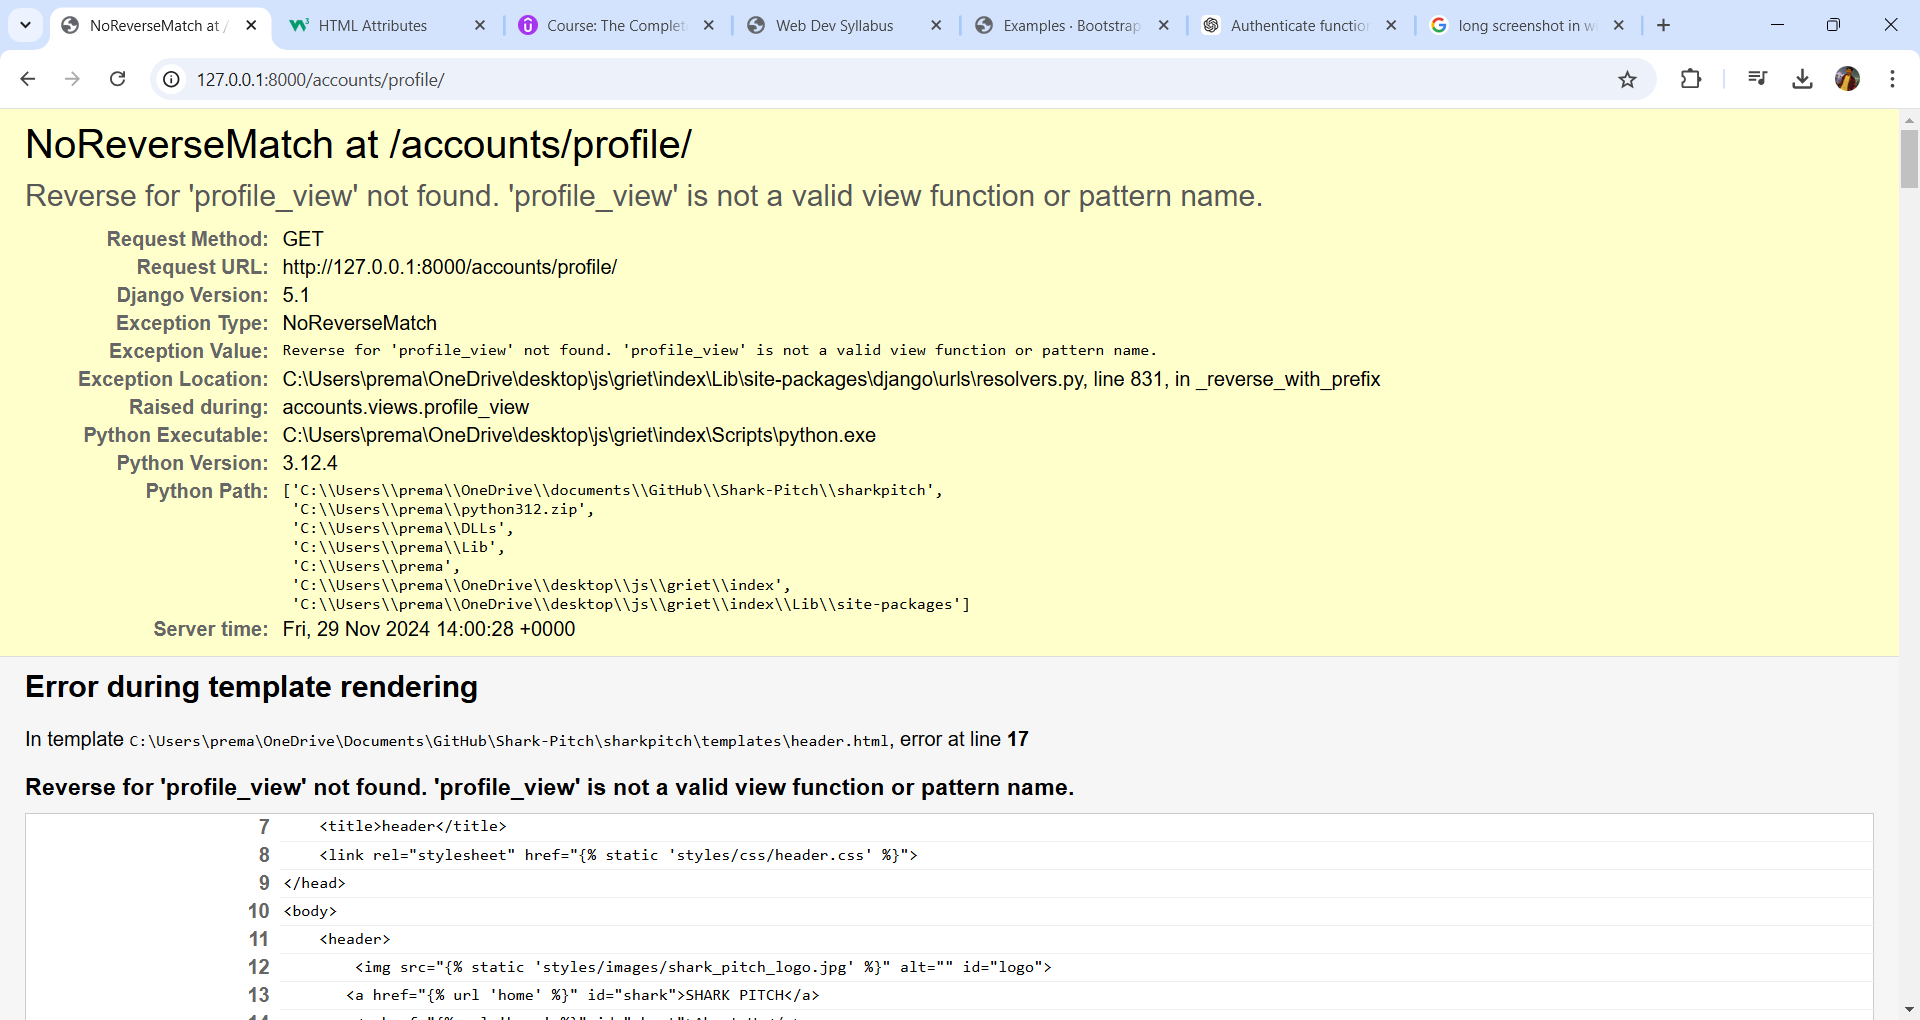 NoReverseMatch at /
HTML Attributes
Course: The Complet
Web Dev Syllabus
Examples · Bootstrap
Authenticate function
long screenshot in wi
127.0.0.1:8000/accounts/profile/
NoReverseMatch at /accounts/profile/
Reverse for 'profile_view' not found. 'profile_view' is not a valid view function or pattern name.
Request Method: GET
Request URL: http://127.0.0.1:8000/accounts/profile/
Django Version: 5.1
Exception Type: NoReverseMatch
Exception Value: Reverse for 'profile_view' not found. 'profile_view' is not a valid view function or pattern name.
Exception Location: C:\Users\prema\OneDrive\desktop\js\griet\index\Lib\site-packages\django\urls\resolvers.py, line 831, in _reverse_with_prefix
Raised during: accounts.views.profile_view
Python Executable: C:\Users\prema\OneDrive\desktop\js\griet\index\Scripts\python.exe
Python Version: 3.12.4
Python Path: ['C:\\Users\\prema\\OneDrive\\documents\\GitHub\\Shark-Pitch\\sharkpitch',
'C:\\Users\\prema\\python312.zip',
'C:\\Users\\prema\\DLLs',
'C:\\Users\\prema\\Lib',
'C:\\Users\\prema',
'C:\\Users\\prema\\OneDrive\\desktop\\js\\griet\\index',
'C:\\Users\\prema\\OneDrive\\desktop\\js\\griet\\index\\Lib\\site-packages']
Server time: Fri, 29 Nov 2024 14:00:28 +0000
Error during template rendering
In template C:\Users\prema\OneDrive\Documents\GitHub\Shark-Pitch\sharkpitch\templates\header.html, error at line 17
Reverse for 'profile_view' not found. 'profile_view' is not a valid view function or pattern name.
7 <title>header</title>
8 <link rel="stylesheet" href="{% static 'styles/css/header.css' %}">
9 </head>
10 <body>
11 <header>
12 <img src="{% static 'styles/images/shark_pitch_logo.jpg' %}" alt="" id="logo">
13 <a href="{% url 'home' %}" id="shark">SHARK PITCH</a>